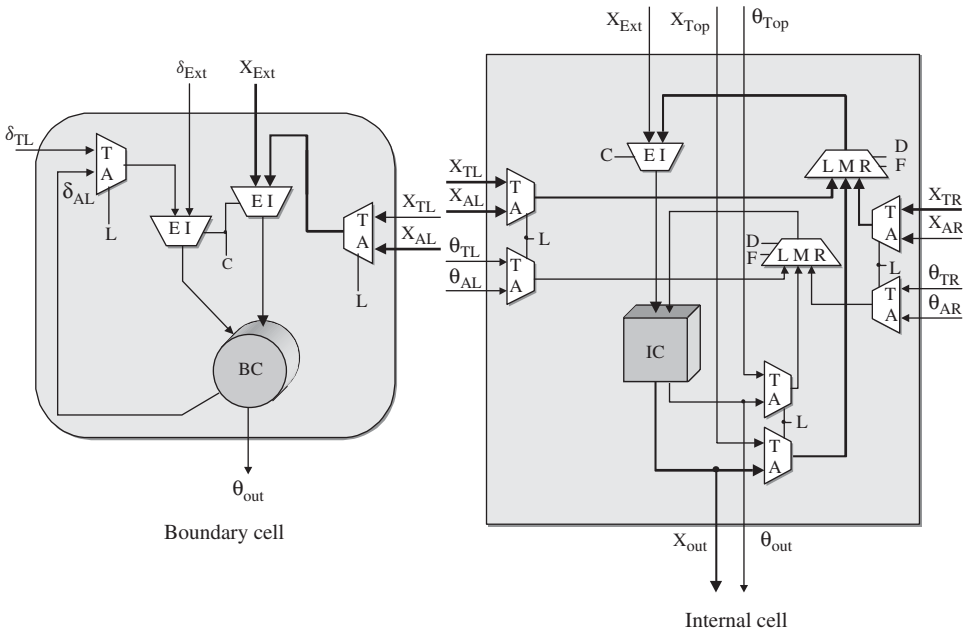 X_Ext X_Top θ_Top
δ_Ext X_Ext
δ_TL
T
A
δ_AL
L
E I
E I
C
T
A
L
X_TL
X_AL
BC
θ_out
Boundary cell
X_TL
X_AL
θ_TL
θ_AL
T
A
L
T
A
C
E I
L M R
D
F
D
F
L M R
T
A
L
T
A
X_TR
X_AR
θ_TR
θ_AR
IC
T
A
L
T
A
X_out θ_out
Internal cell